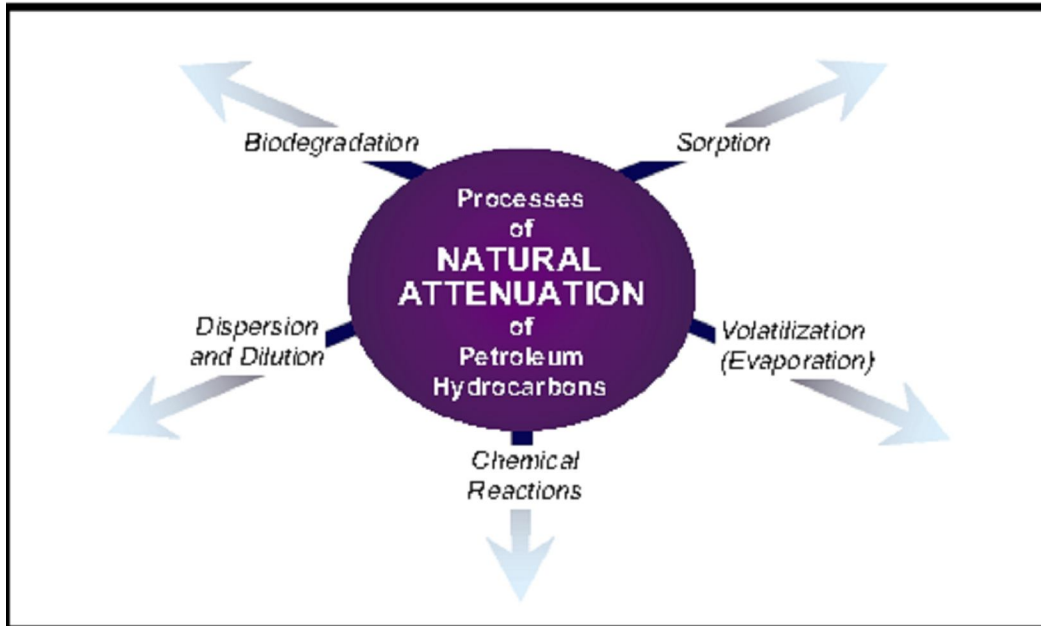 Biodegradation
Sorption
Processes
of
NATURAL
ATTENUATION
of
Petroleum
Hydrocarbons
Dispersion
and Dilution
Volatilization
(Evaporation)
Chemical
Reactions